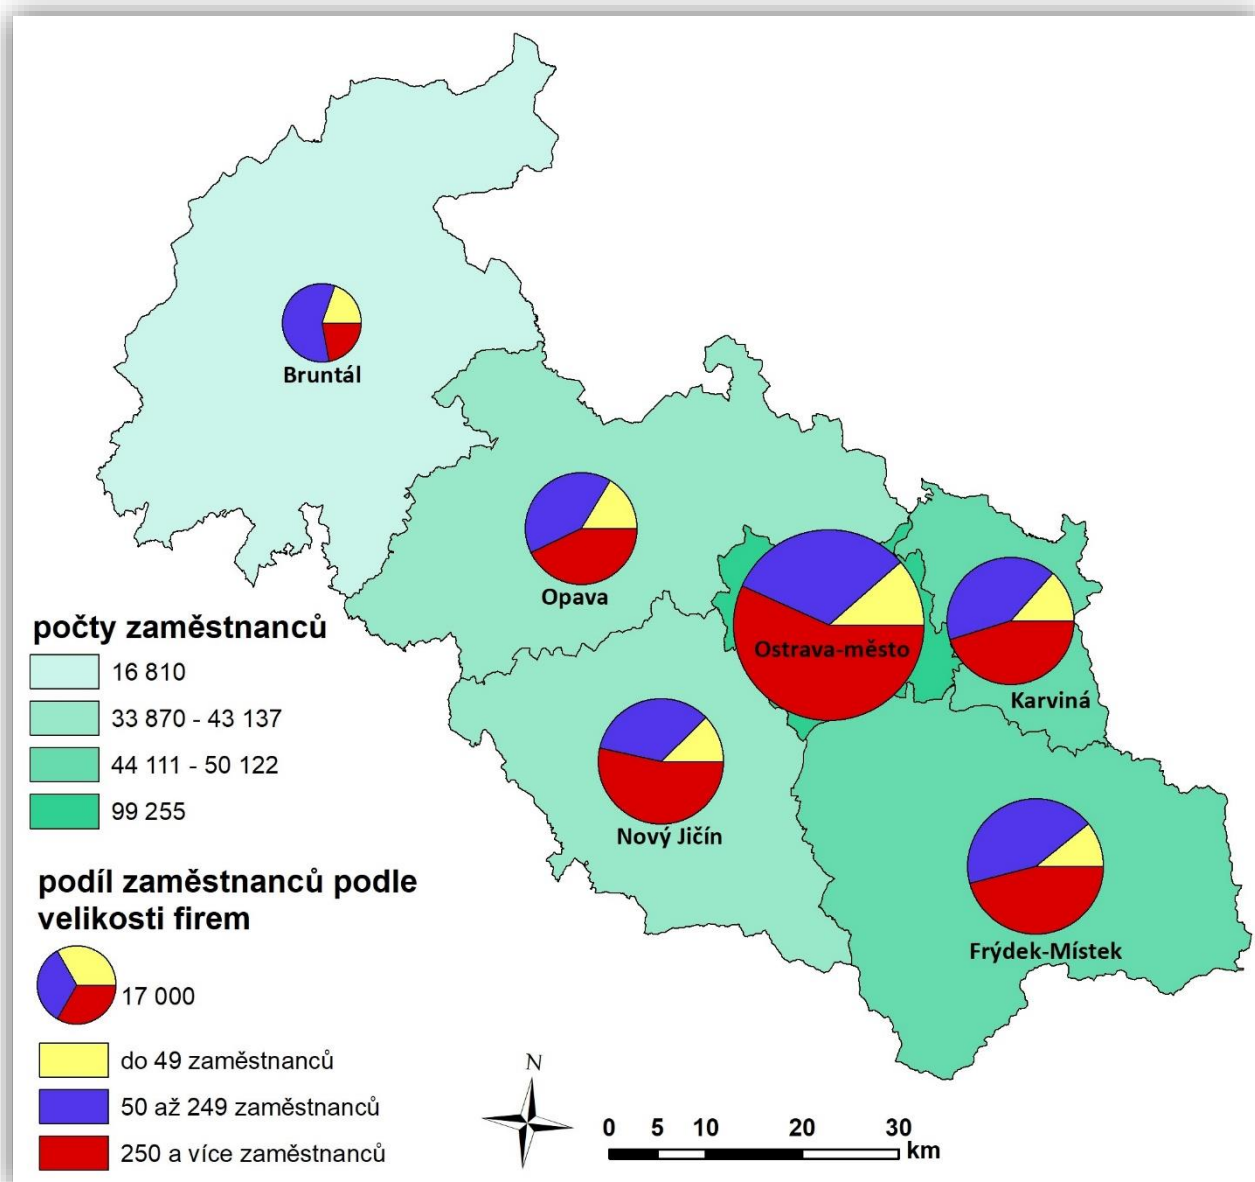 Bruntál
Opava
Ostrava-město
Karviná
Nový Jičín
Frýdek-Místek
počty zaměstnanců
16 810
33 870 - 43 137
44 111 - 50 122
99 255
podíl zaměstnanců podle
velikosti firem
17 000
do 49 zaměstnanců
50 až 249 zaměstnanců
250 a více zaměstnanců
N
0 5 10 20 30
km